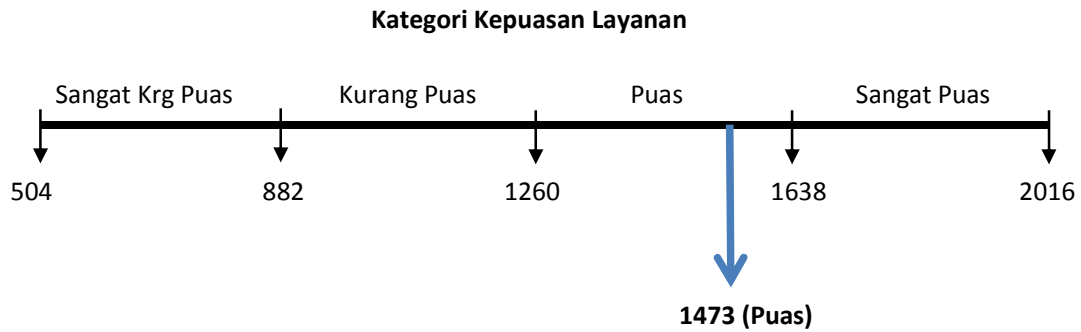 Kategori Kepuasan Layanan
Sangat Krg Puas Kurang Puas Puas Sangat Puas
504 882 1260 1638 2016
1473 (Puas)